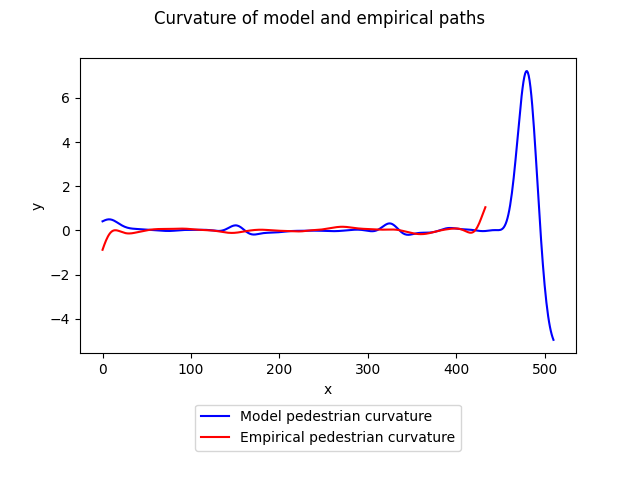 Curvature of model and empirical paths
6
4
2
0
−2
−4
y
0 100 200 300 400 500
x
Model pedestrian curvature
Empirical pedestrian curvature